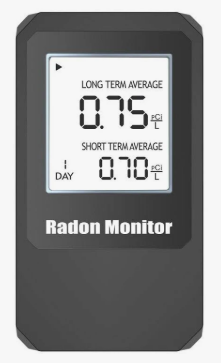 LONG TERM AVERAGE
0.75 pCi/L
SHORT TERM AVERAGE
1 DAY 0.70 pCi/L
Radon Monitor